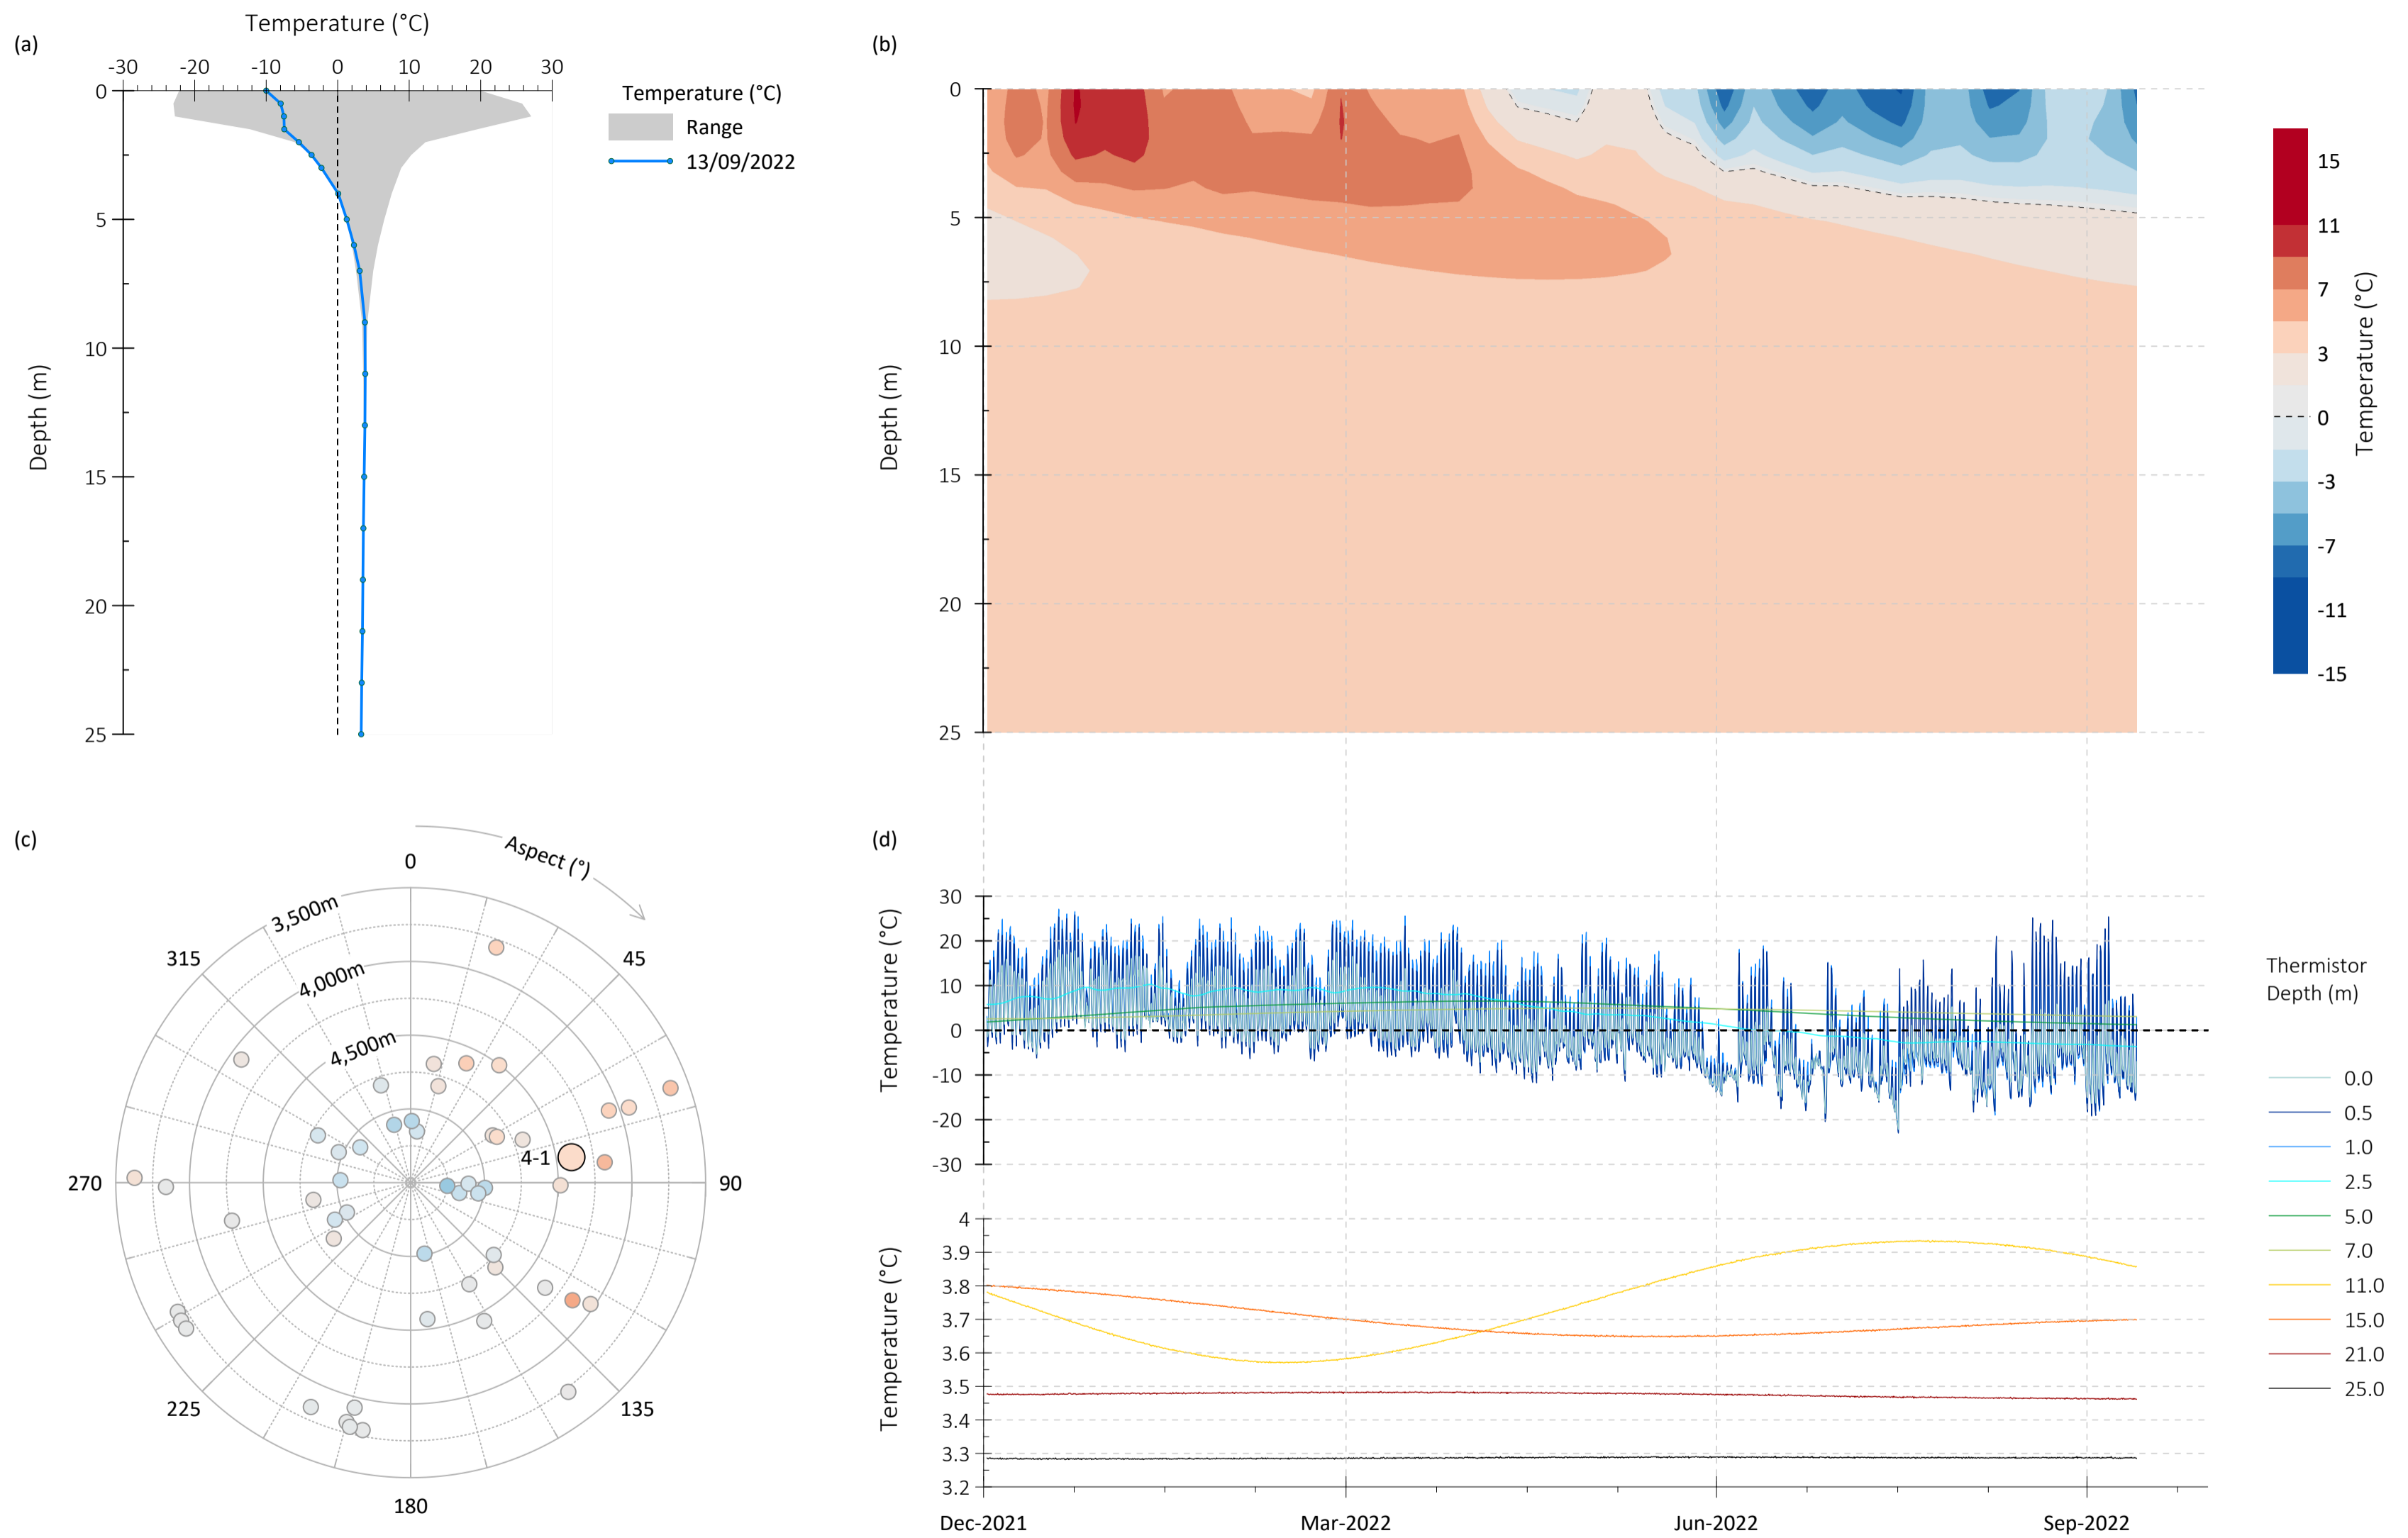 (a)
Temperature (°C)
-30 -20 -10 0 10 20 30
0
5
10
15
20
25
Depth (m)
Temperature (°C)
Range
13/09/2022
(b)
0
5
10
15
20
25
Depth (m)
15
11
7
3
0
-3
-7
-11
-15
Temperature (°C)
(c)
Aspect (°)
0
45
90
135
180
225
270
315
3,500m
4,000m
4,500m
4-1
(d)
30
20
10
0
-10
-20
-30
Temperature (°C)
4
3.9
3.8
3.7
3.6
3.5
3.4
3.3
3.2
Temperature (°C)
Dec-2021 Mar-2022 Jun-2022 Sep-2022
Thermistor
Depth (m)
0.0
0.5
1.0
2.5
5.0
7.0
11.0
15.0
21.0
25.0